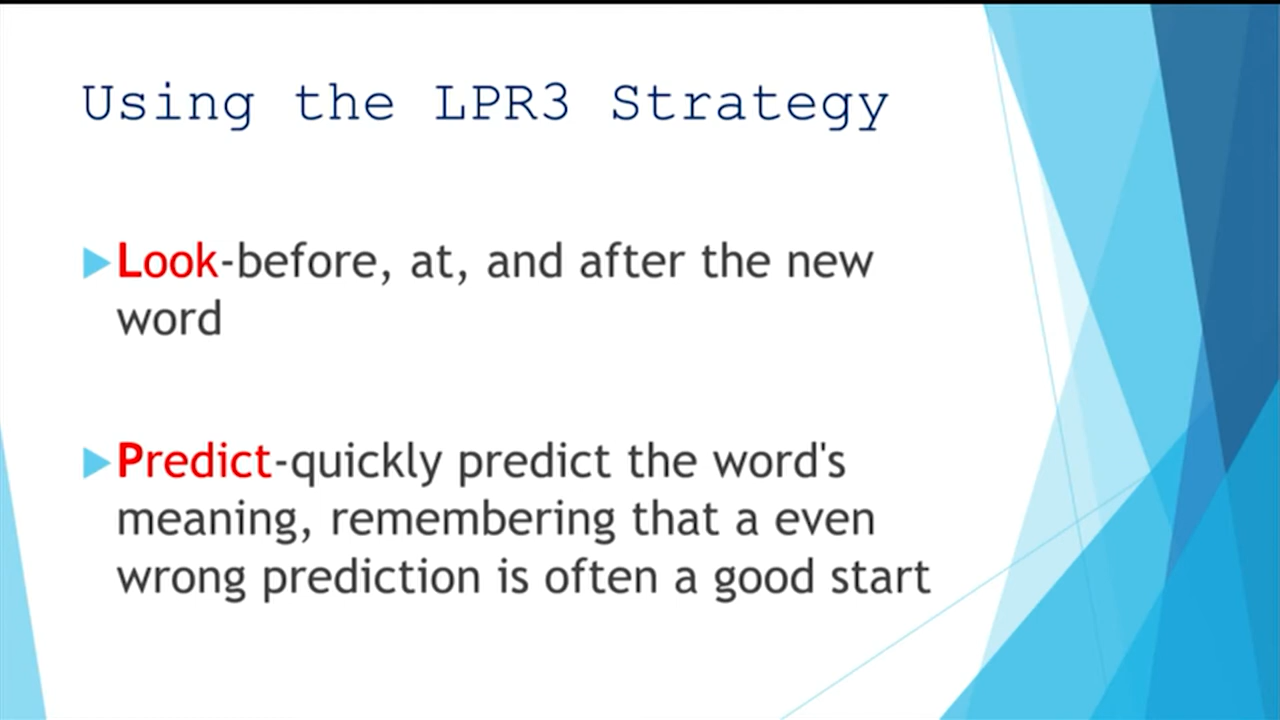 Using the LPR3 Strategy
Look-before, at, and after the new
word
Predict-quickly predict the word's
meaning, remembering that a even
wrong prediction is often a good start